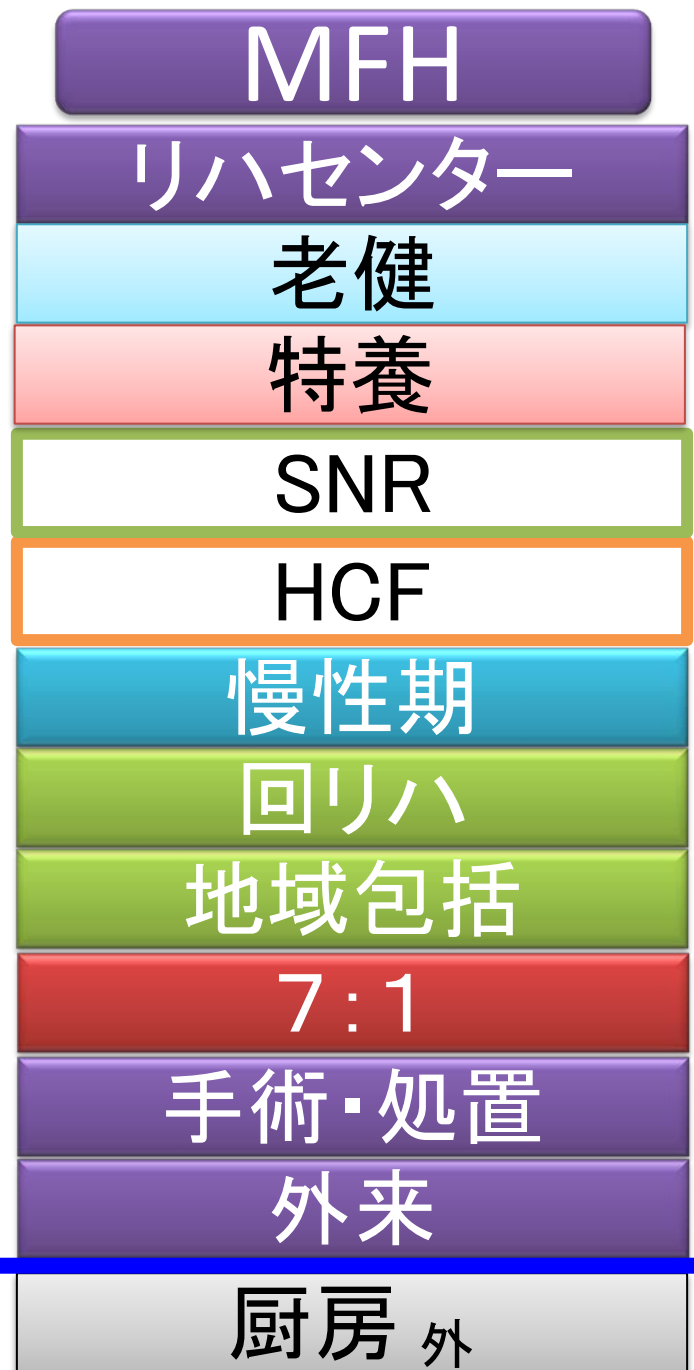 MFH
リハセンター
老健
特養
SNR
HCF
慢性期
回リハ
地域包括
7:1
手術・処置
外来
厨房 外